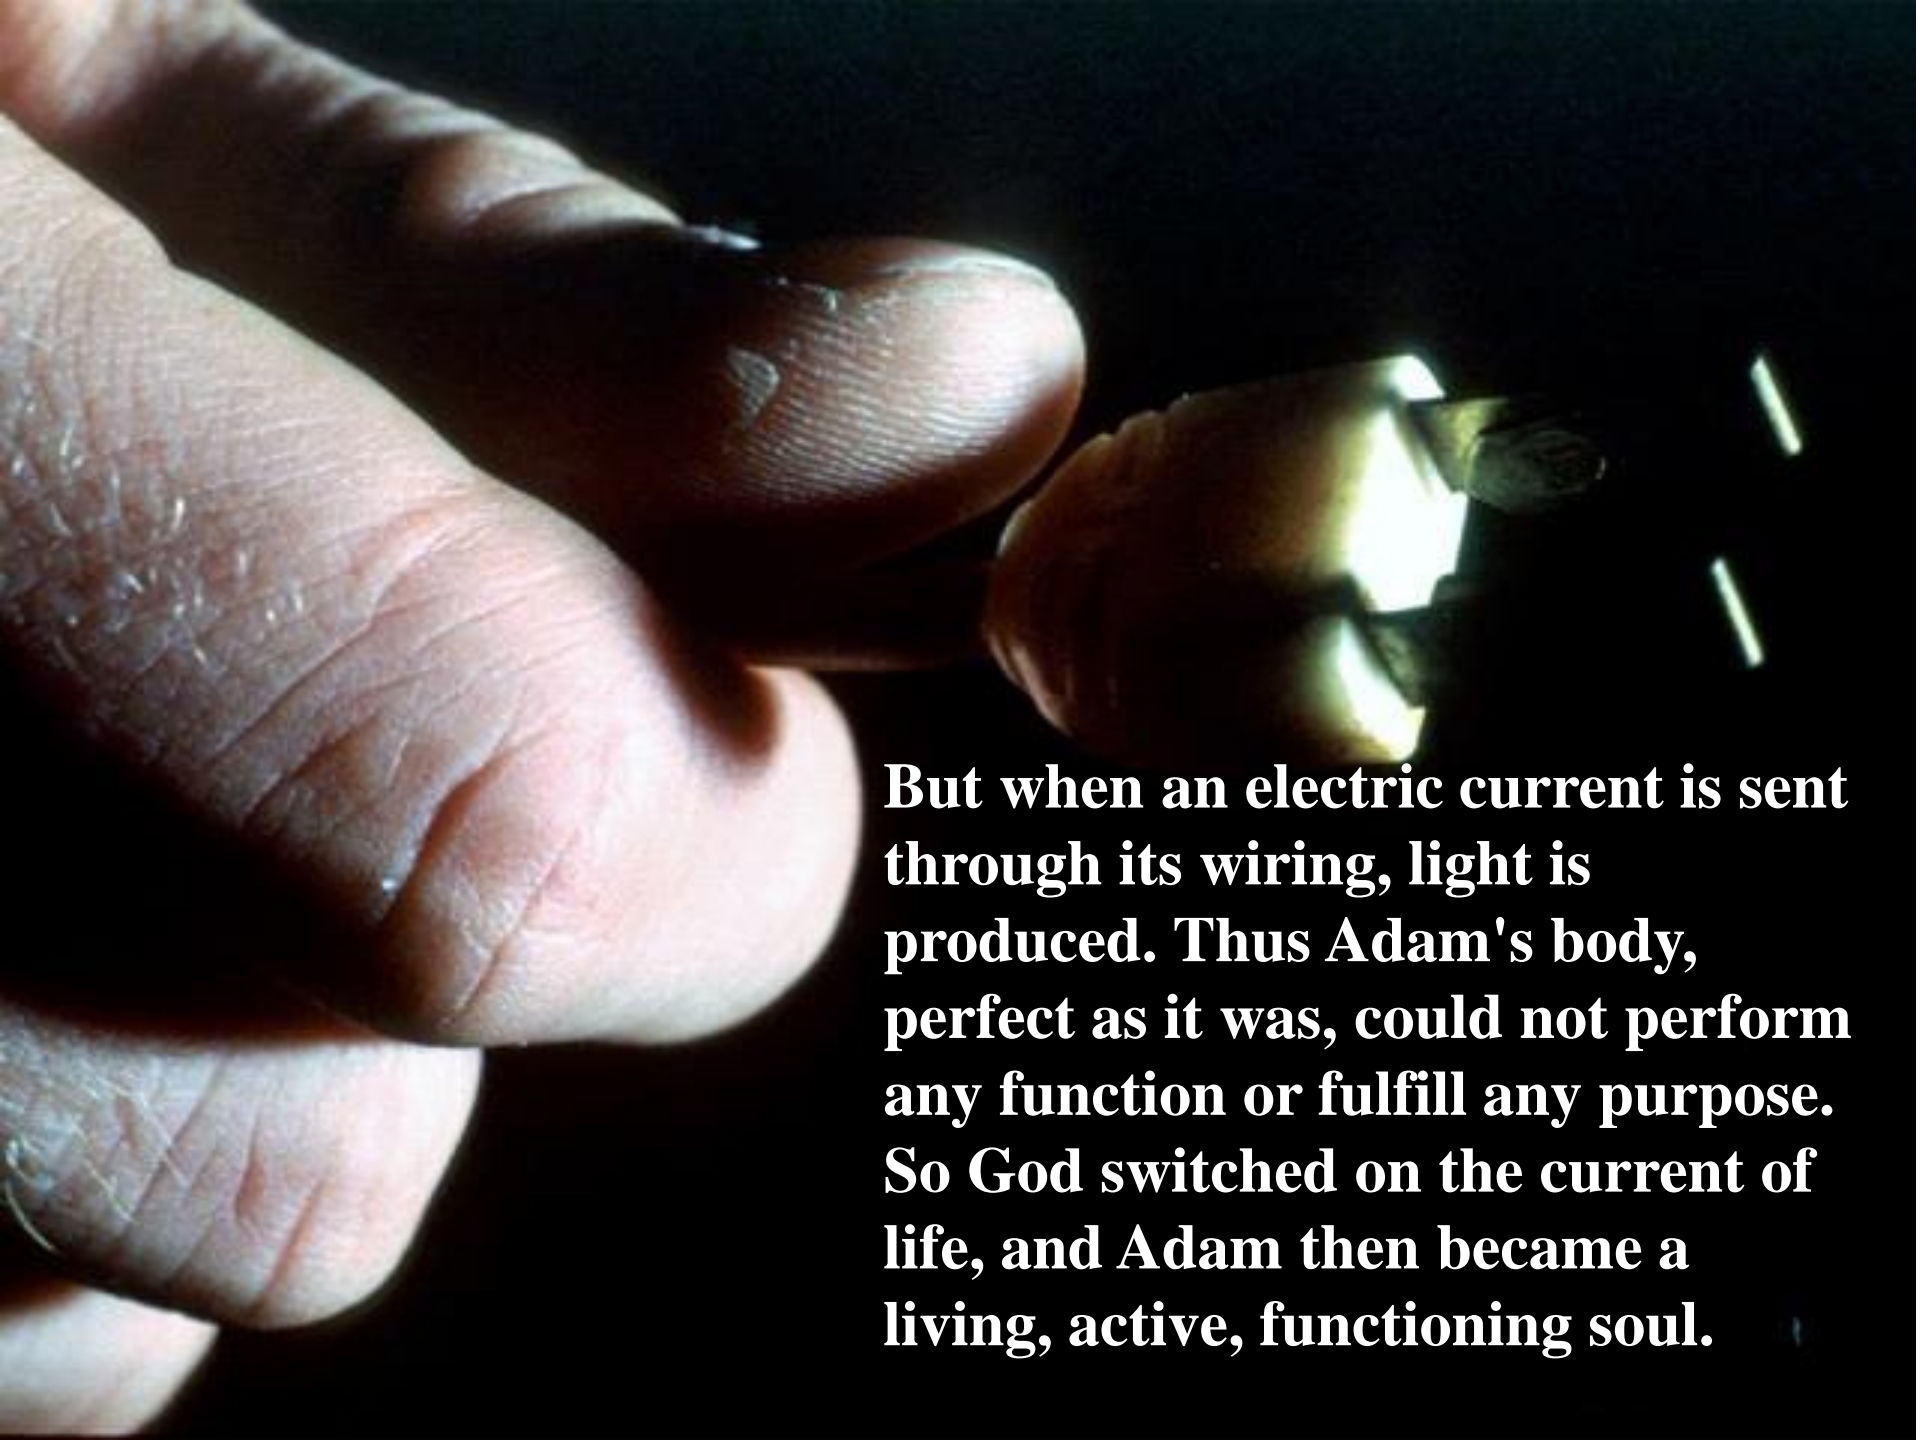 But when an electric current is sent
through its wiring, light is
produced. Thus Adam's body,
perfect as it was, could not perform
any function or fulfill any purpose.
So God switched on the current of
life, and Adam then became a
living, active, functioning soul.